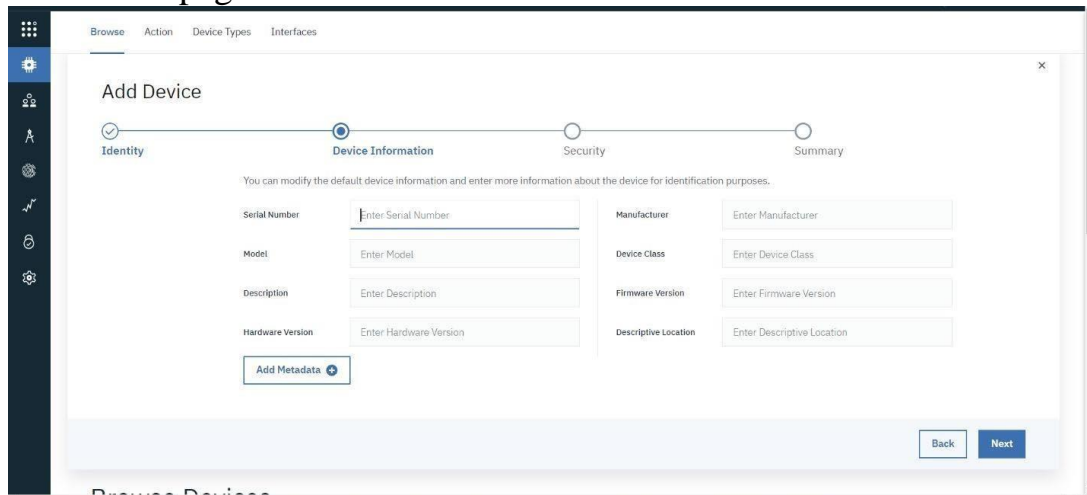 Browse Action Device Types Interfaces
Add Device
Identity Device Information Security Summary
You can modify the default device information and enter more information about the device for identification purposes.
Serial Number Enter Serial Number Manufacturer Enter Manufacturer
Model Enter Model Device Class Enter Device Class
Description Enter Description Firmware Version Enter Firmware Version
Hardware Version Enter Hardware Version Descriptive Location Enter Descriptive Location
Add Metadata
Back Next
Browse Devices